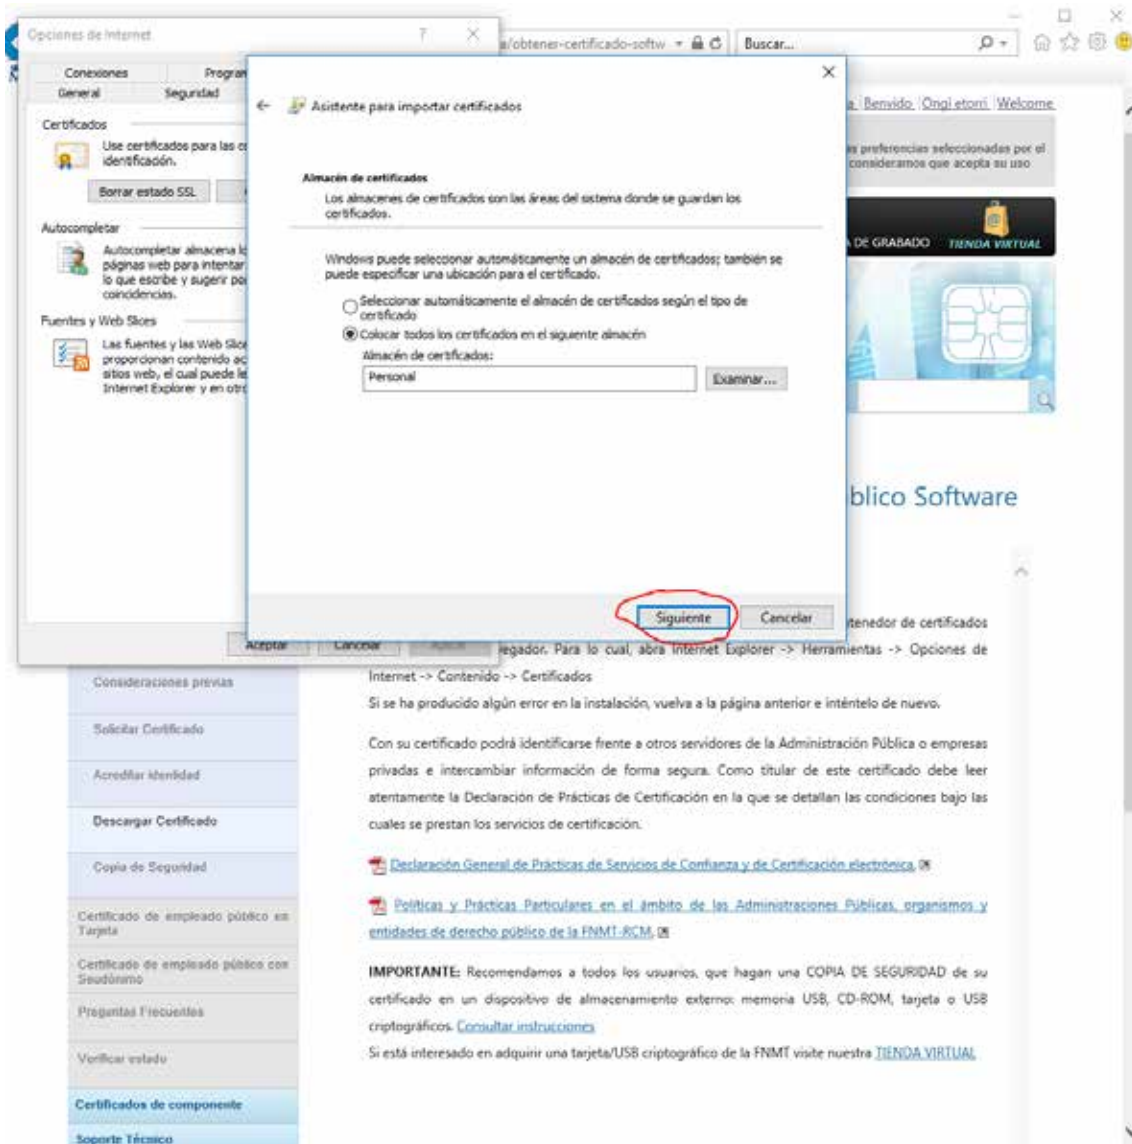 Opciones de Internet
?
a/obtener-certificado-softw
Buscar...
Conexiones
General
Seguridad
Certificados
Use certificados para las
identificación.
Borrar estado SSL
Autocompletar
Autocompletar almacena
páginas web para intentar
lo que escribe y sugerir
coincidencias.
Fuentes y Web Slices
Las fuentes y las Web
proporcionan contenido
sitios web, el cual puede
Internet Explorer y en
Aceptar
Cancelar
Asistente para importar certificados
Almacén de certificados
Los almacenes de certificados son las áreas del sistema donde se guardan los
certificados.
Windows puede seleccionar automáticamente un almacén de certificados; también se
puede especificar una ubicación para el certificado.
Seleccionar automáticamente el almacén de certificados según el tipo de
certificado
Colocar todos los certificados en el siguiente almacén
Almacén de certificados:
Personal
Examinar...
Siguiente
Cancelar
Benvido Ongi etorri Welcome
preferencias seleccionadas por el
consideramos que acepta su uso
DE GRABADO
TIENDA VIRTUAL
blico Software
tenedor de certificados
egador. Para lo cual, abra Internet Explorer -> Herramientas -> Opciones de
Internet -> Contenido -> Certificados
Si se ha producido algún error en la instalación, vuelva a la página anterior e inténtelo de nuevo.
Con su certificado podrá identificarse frente a otros servidores de la Administración Pública o empresas
privadas e intercambiar información de forma segura. Como titular de este certificado debe leer
atentamente la Declaración de Prácticas de Certificación en la que se detallan las condiciones bajo las
cuales se prestan los servicios de certificación.
Declaración General de Prácticas de Servicios de Confianza y de Certificación electrónica.
Políticas y Prácticas Particulares en el ámbito de las Administraciones Públicas, organismos y
entidades de derecho público de la FNMT-RCM.
IMPORTANTE: Recomendamos a todos los usuarios, que hagan una COPIA DE SEGURIDAD de su
certificado en un dispositivo de almacenamiento externo: memoria USB, CD-ROM, tarjeta o USB
criptográficos. Consultar instrucciones
Si está interesado en adquirir una tarjeta/USB criptográfico de la FNMT visite nuestra TIENDA VIRTUAL
Consideraciones previas
Solicitar Certificado
Acreditar identidad
Descargar Certificado
Copia de Seguridad
Certificado de empleado público en
Tarjeta
Certificado de empleado público con
Seudónimo
Preguntas Frecuentes
Verificar estado
Certificados de componente
Soporte Técnico